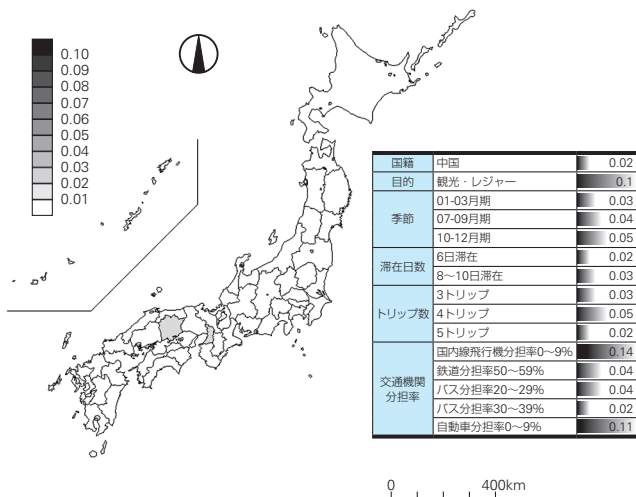 0.10
0.09
0.08
0.07
0.06
0.05
0.04
0.03
0.02
0.01
国籍 中国 0.02
目的 観光・レジャー 0.1
季節 01-03月期 0.03
07-09月期 0.04
10-12月期 0.05
滞在日数 6日滞在 0.02
8～10日滞在 0.03
トリップ数 3トリップ 0.03
4トリップ 0.05
5トリップ 0.02
交通機関分担率 国内線飛行機分担率0～9% 0.14
鉄道分担率50～59% 0.04
バス分担率20～29% 0.04
バス分担率30～39% 0.02
自動車分担率0～9% 0.11
0 400km